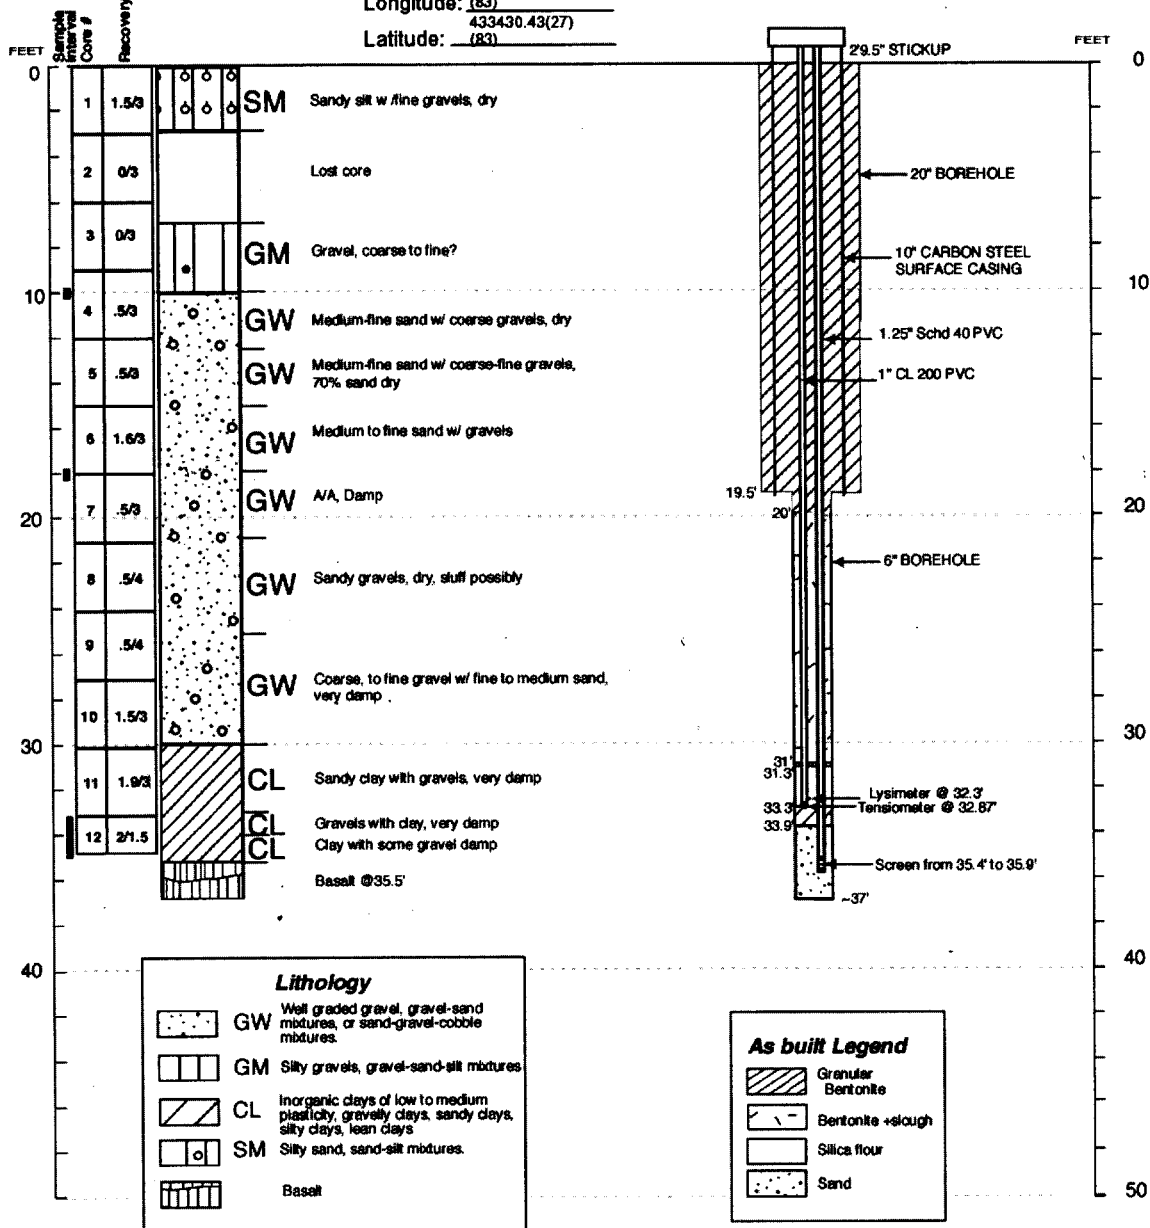 Longitude: (83)
433430.43(27)
Latitude: (83)
FEET
Sample Interval
Core #
Recovery
2'9.5" STICKUP
FEET
0
0
1 1.5/3 SM Sandy silt w /fine gravels, dry
2 0/3 Lost core
20" BOREHOLE
3 0/3 GM Gravel, coarse to fine?
10" CARBON STEEL
SURFACE CASING
10
10
4 .5/3 GW Medium-fine sand w/ coarse gravels, dry
1.25" Schd 40 PVC
5 .5/3 GW Medium-fine sand w/ coarse-fine gravels,
70% sand dry
1" CL 200 PVC
6 1.6/3 GW Medium to fine sand w/ gravels
7 .5/3 GW A/A, Damp
19.5'
20'
20
20
8 .5/4 GW Sandy gravels, dry, sluff possibly
6" BOREHOLE
9 .5/4
GW Coarse, to fine gravel w/ fine to medium sand,
very damp .
10 1.5/3
30
30
31'
31.3'
11 1.9/3 CL Sandy clay with gravels, very damp
Lysimeter @ 32.3'
33.3'
Tensiometer @ 32.87'
CL Gravels with clay, very damp
33.9'
12 2/1.5 CL Clay with some gravel damp
Screen from 35.4' to 35.9'
Basalt @35.5'
~37'
40
40
Lithology
GW Well graded gravel, gravel-sand
mixtures, or sand-gravel-cobble
mixtures.
GM Silty gravels, gravel-sand-silt mixtures
CL Inorganic clays of low to medium
plasticity, gravelly clays, sandy clays,
silty clays, lean clays
SM Silty sand, sand-silt mixtures.
Basalt
As built Legend
Granular
Bentonite
Bentonite +slough
Silica flour
Sand
50